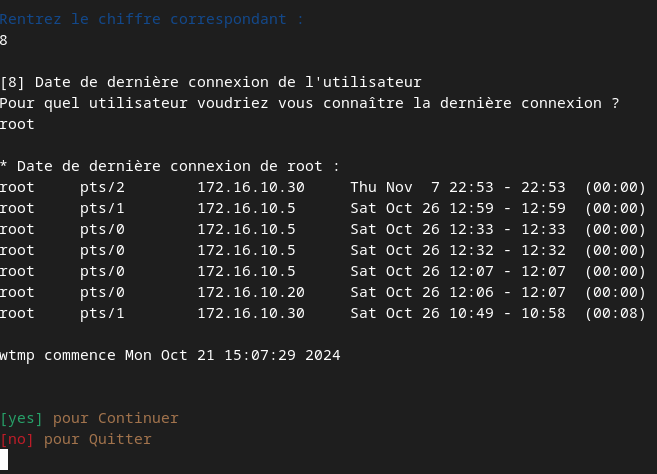 Rentrez le chiffre correspondant :
8
[8] Date de dernière connexion de l'utilisateur
Pour quel utilisateur voudriez vous connaître la dernière connexion ?
root
* Date de dernière connexion de root :
root     pts/2        172.16.10.30     Thu Nov  7 22:53 - 22:53  (00:00)
root     pts/1        172.16.10.5      Sat Oct 26 12:59 - 12:59  (00:00)
root     pts/0        172.16.10.5      Sat Oct 26 12:33 - 12:33  (00:00)
root     pts/0        172.16.10.5      Sat Oct 26 12:32 - 12:32  (00:00)
root     pts/0        172.16.10.5      Sat Oct 26 12:07 - 12:07  (00:00)
root     pts/0        172.16.10.20     Sat Oct 26 12:06 - 12:07  (00:00)
root     pts/1        172.16.10.30     Sat Oct 26 10:49 - 10:58  (00:08)
wtmp commence Mon Oct 21 15:07:29 2024
[yes] pour Continuer
[no] pour Quitter